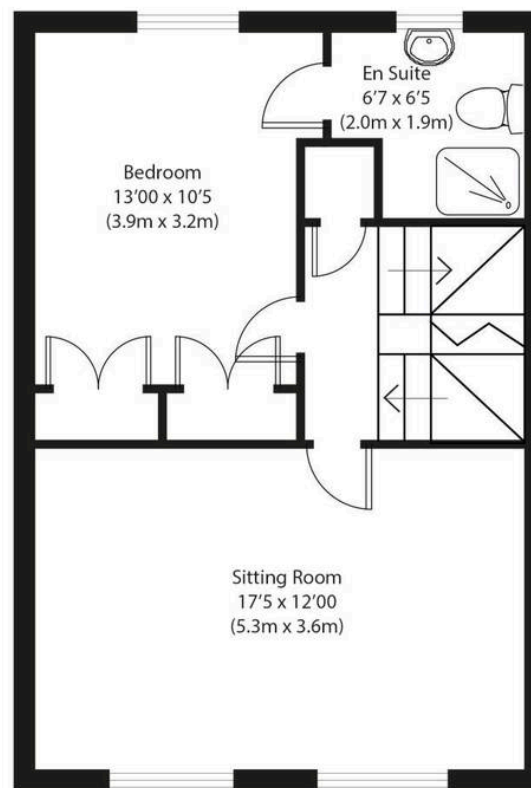 En Suite
6’7 x 6’5
(2.0m x 1.9m)
Bedroom
13’00 x 10’5
(3.9m x 3.2m)
Sitting Room
17’5 x 12’00
(5.3m x 3.6m)